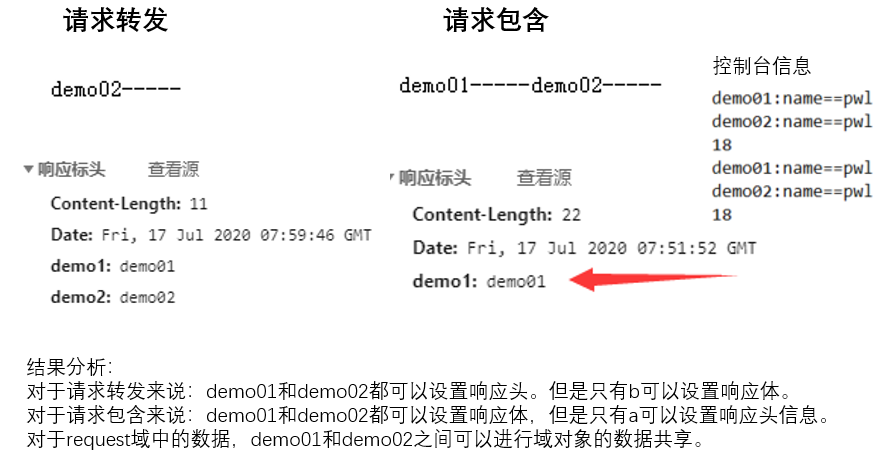 请求转发
请求包含
demo02-----
demo01-----demo02-----
控制台信息
demo01:name==pwl
demo02:name==pwl
18
demo01:name==pwl
demo02:name==pwl
18
▼响应标头 查看源
Content-Length: 11
Date: Fri, 17 Jul 2020 07:59:46 GMT
demo1: demo01
demo2: demo02
响应标头 查看源
Content-Length: 22
Date: Fri, 17 Jul 2020 07:51:52 GMT
demo1: demo01
结果分析：
对于请求转发来说：demo01和demo02都可以设置响应头。但是只有b可以设置响应体。
对于请求包含来说：demo01和demo02都可以设置响应体，但是只有a可以设置响应头信息。
对于request域中的数据，demo01和demo02之间可以进行域对象的数据共享。